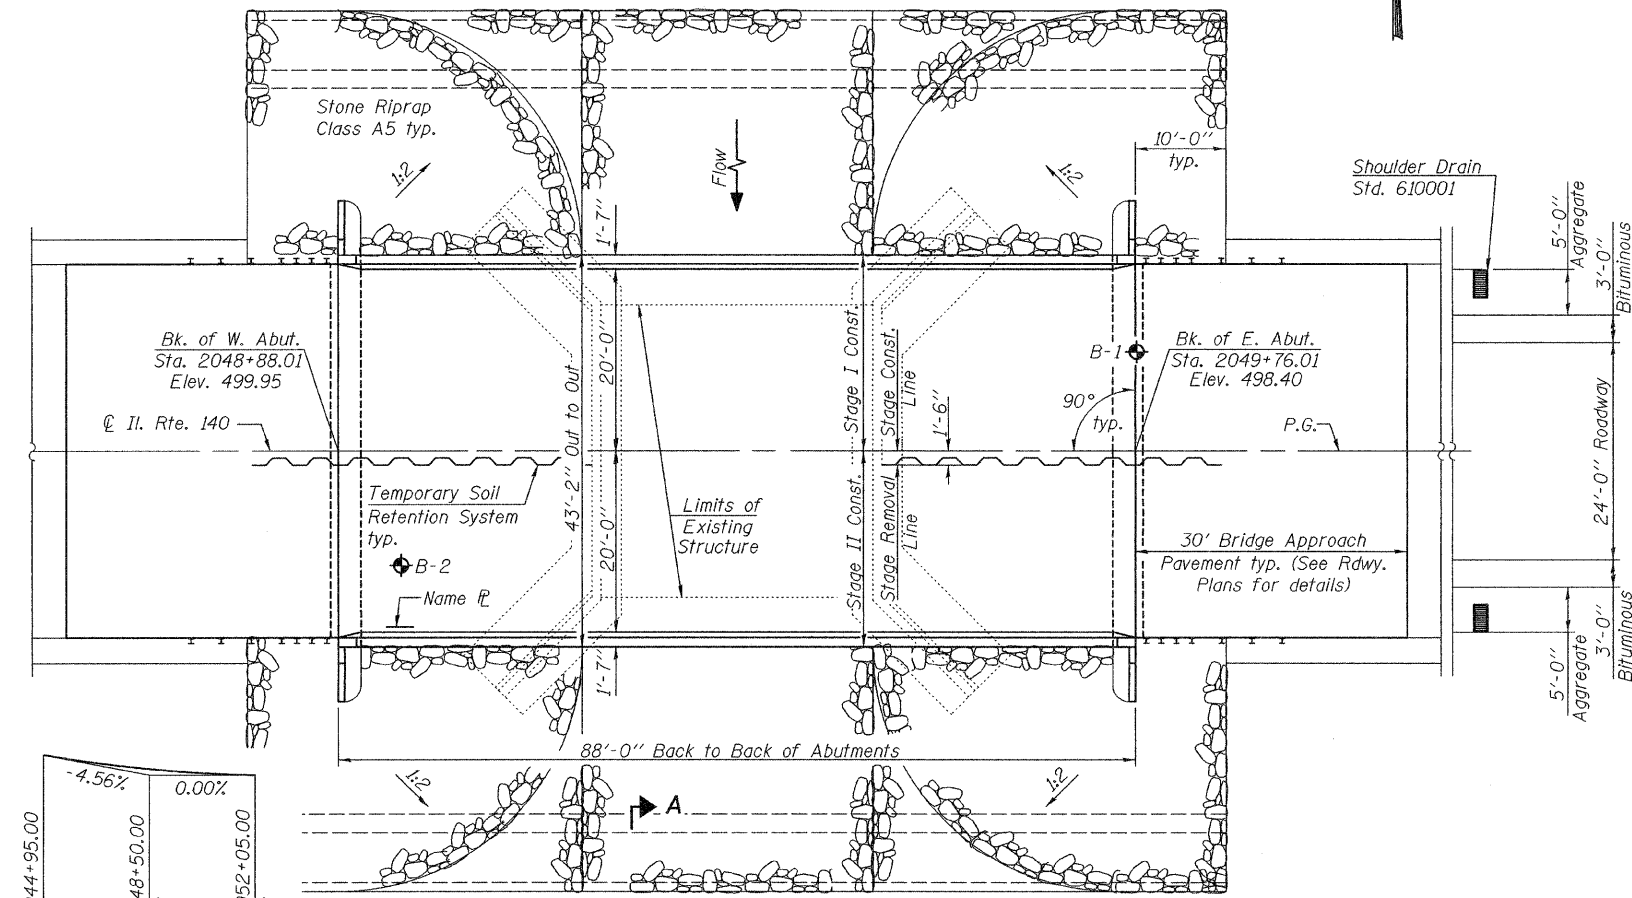 Stone Riprap
Class A5 typ.
1:2
Flow
1:2
10'-0"
typ.
Shoulder Drain
Std. 610001
5'-0"
Aggregate
3'-0"
Bituminous
1'-7"
Bk. of W. Abut.
Sta. 2048+88.01
Elev. 499.95
℄ Il. Rte. 140
20'-0"
43'-2" Out to Out
Stage I Const.
Stage Const.
Line
1'-6"
B-1
90°
typ.
Bk. of E. Abut.
Sta. 2049+76.01
Elev. 498.40
P.G.
24'-0" Roadway
Temporary Soil
Retention System
typ.
B-2
Name ⅊
20'-0"
Limits of
Existing
Structure
Stage II Const.
Stage Removal
Line
30' Bridge Approach
Pavement typ. (See Rdwy.
Plans for details)
1'-7"
5'-0"
Aggregate
3'-0"
Bituminous
88'-0" Back to Back of Abutments
1:2
1:2
A
-4.56%
0.00%
44+95.00
48+50.00
52+05.00